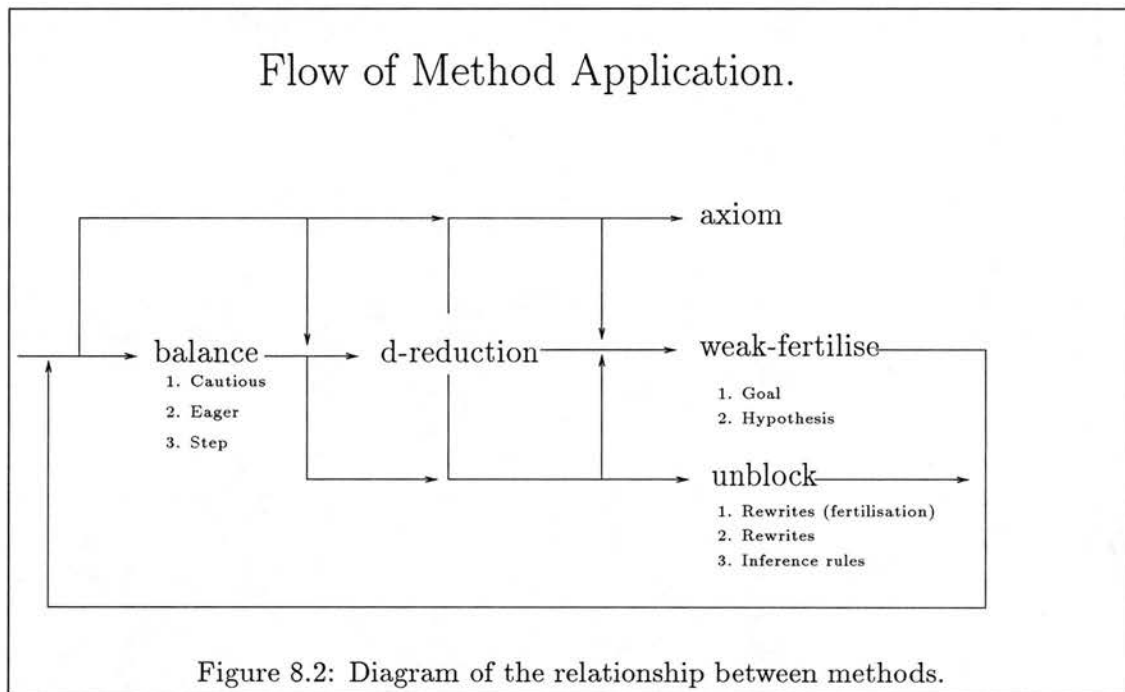 Flow of Method Application.
axiom
balance
1. Cautious
2. Eager
3. Step
d-reduction
weak-fertilise
1. Goal
2. Hypothesis
unblock
1. Rewrites (fertilisation)
2. Rewrites
3. Inference rules
Figure 8.2: Diagram of the relationship between methods.